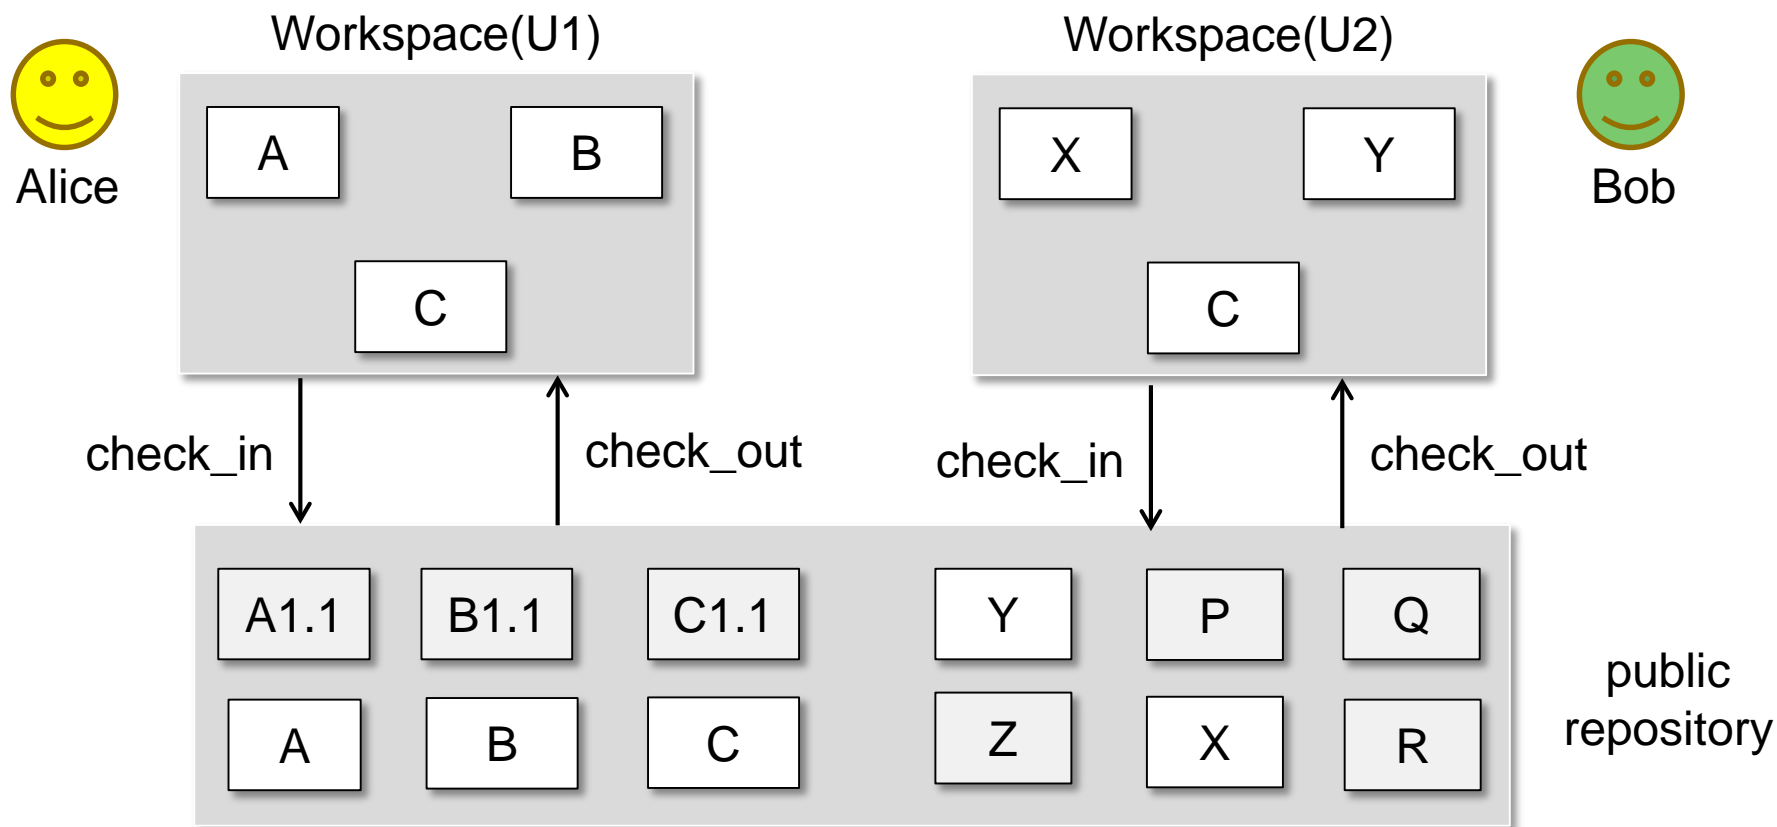 Workspace(U1)
Workspace(U2)
Alice
A
B
C
X
Y
C
Bob
check_in
check_out
check_in
check_out
A1.1
B1.1
C1.1
Y
P
Q
A
B
C
Z
X
R
public
repository